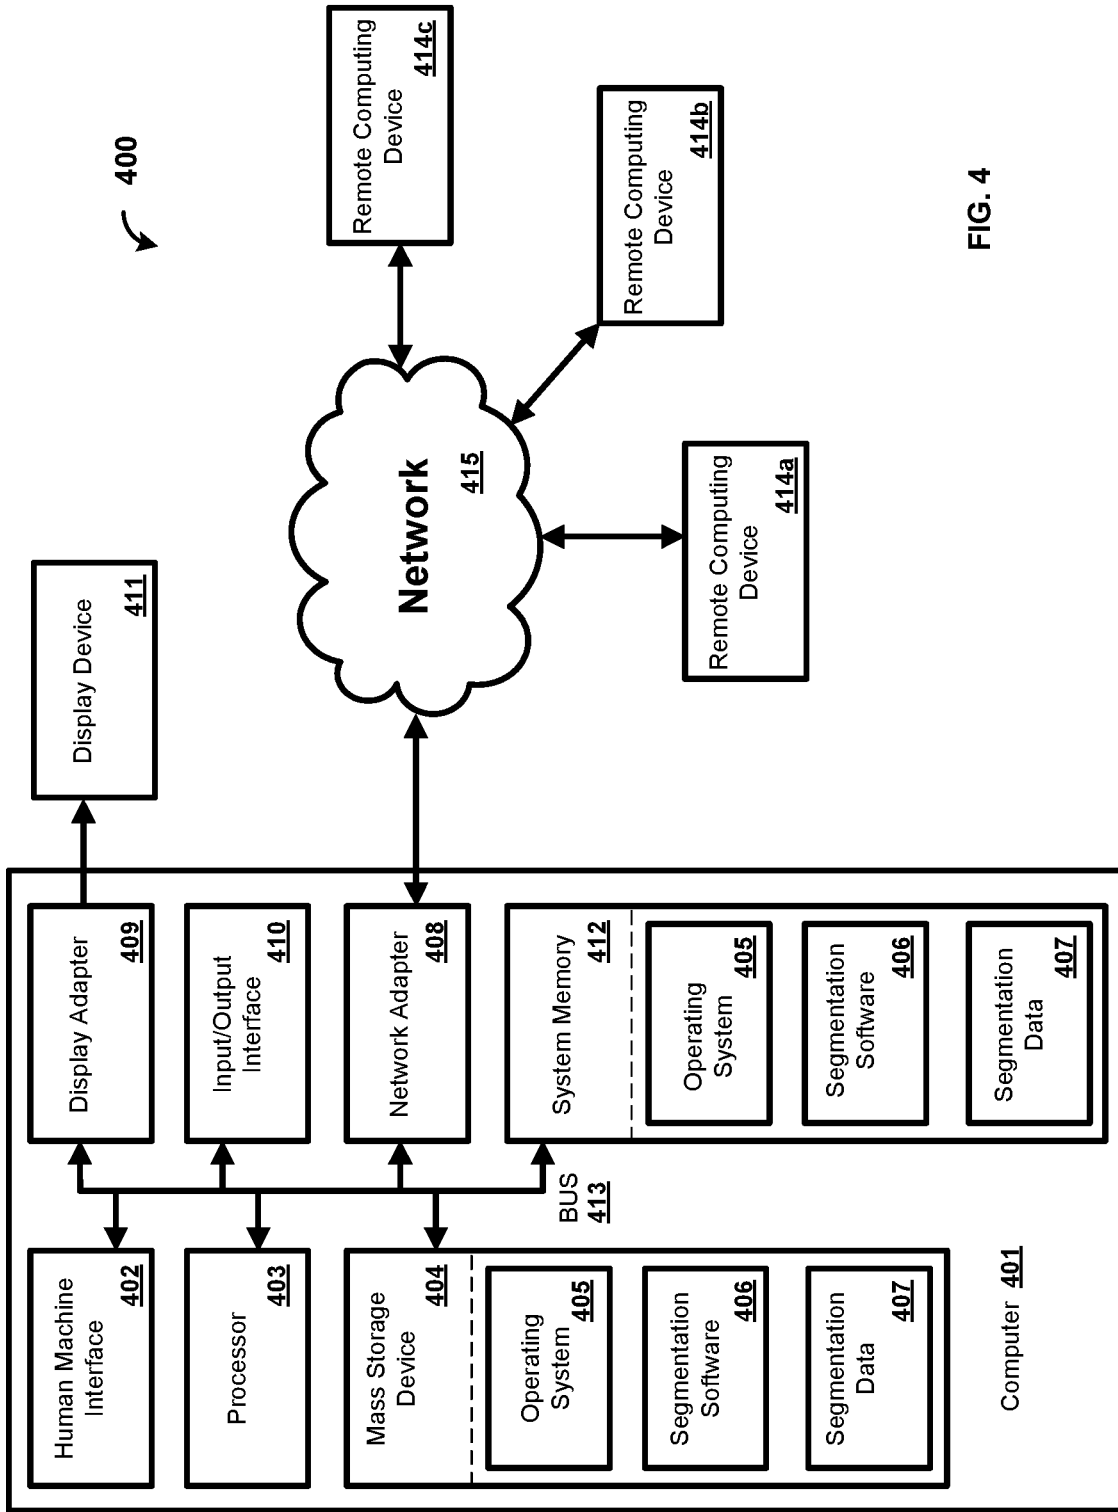 400
Human Machine
Interface
402
Processor
403
Mass Storage
Device
404
Operating
System
405
Segmentation
Software
406
Segmentation
Data
407
Computer 401
BUS
413
Display Adapter
409
Input/Output
Interface
410
Network Adapter
408
System Memory
412
Operating
System
405
Segmentation
Software
406
Segmentation
Data
407
Display Device
411
Network
415
Remote Computing
Device
414a
Remote Computing
Device
414b
Remote Computing
Device
414c
FIG. 4